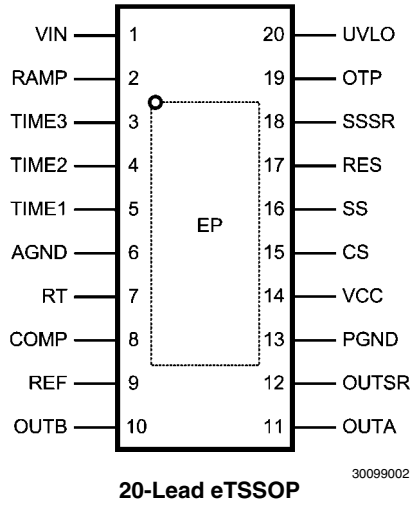 VIN 1 20 UVLO
RAMP 2 19 OTP
TIME3 3 18 SSSR
TIME2 4 17 RES
TIME1 5 16 SS
EP
AGND 6 15 CS
RT 7 14 VCC
COMP 8 13 PGND
REF 9 12 OUTSR
OUTB 10 11 OUTA
30099002
20-Lead eTSSOP